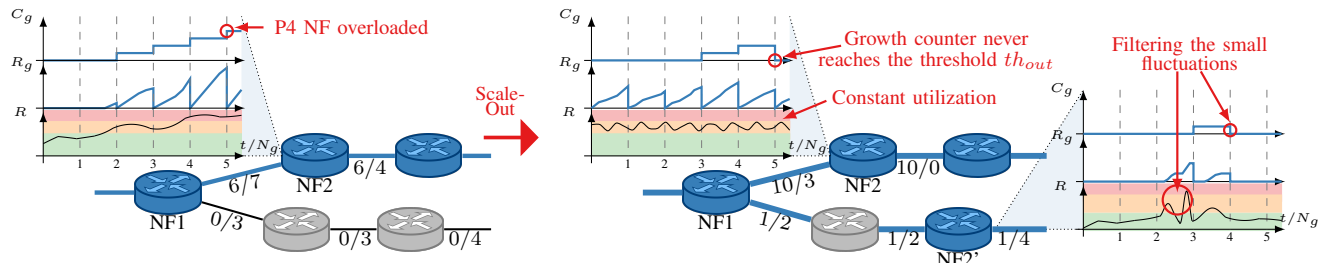 C_g
P4 NF overloaded
R_g
R
t/N_g
1 2 3 4 5
6/7
6/4
NF2
NF1
0/3
0/3
0/4
Scale-
Out
C_g
Growth counter never
reaches the threshold th_out
R_g
Constant utilization
R
t/N_g
1 2 3 4 5
10/3
10/0
NF2
NF1
1/2
1/2
NF2'
1/4
Filtering the small
fluctuations
C_g
R_g
R
t/N_g
1 2 3 4 5